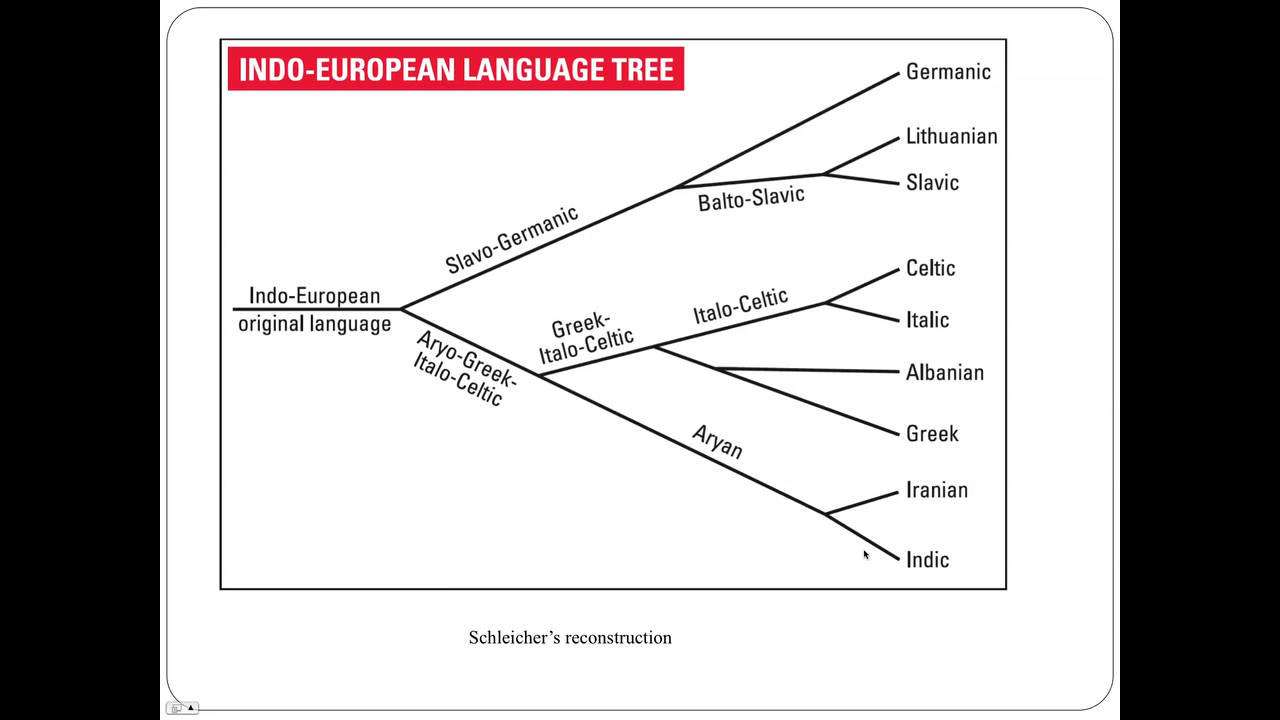 INDO-EUROPEAN LANGUAGE TREE
Germanic
Lithuanian
Slavic
Balto-Slavic
Slavo-Germanic
Celtic
Indo-European
original language
Italo-Celtic
Greek-
Italo-Celtic
Italic
Aryo-Greek-
Italo-Celtic
Albanian
Greek
Aryan
Iranian
Indic
Schleicher’s reconstruction